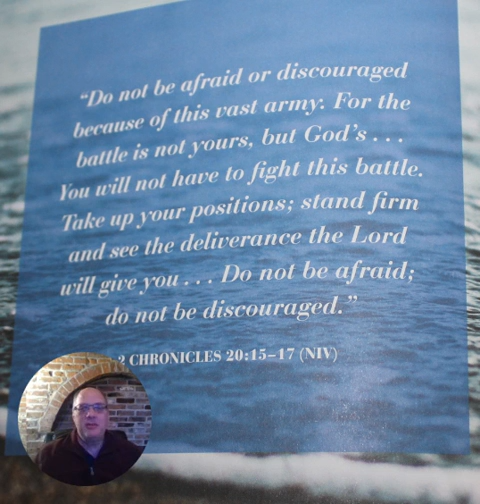 “Do not be afraid or discouraged
because of this vast army. For the
battle is not yours, but God’s . . .
You will not have to fight this battle.
Take up your positions; stand firm
and see the deliverance the Lord
will give you . . . Do not be afraid;
do not be discouraged.”
2 CHRONICLES 20:15–17 (NIV)